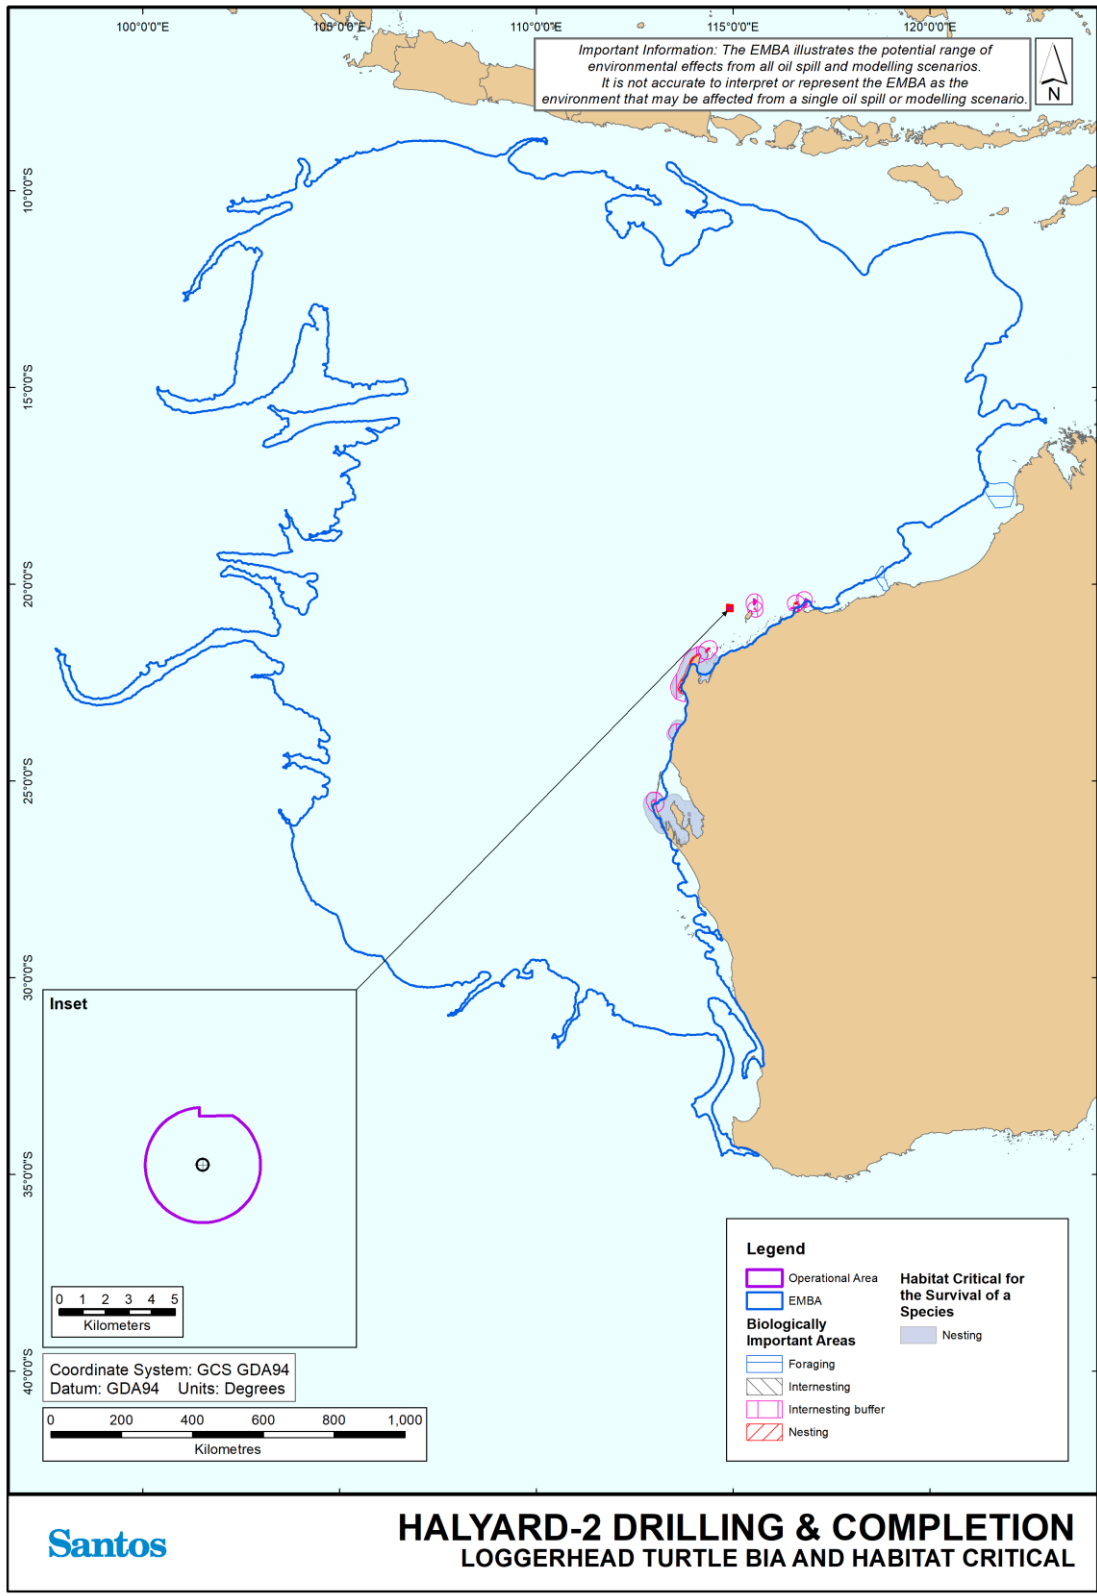 100°0'0"E 105°0'0"E 110°0'0"E 115°0'0"E 120°0'0"E
Important Information: The EMBA illustrates the potential range of
environmental effects from all oil spill and modelling scenarios.
It is not accurate to interpret or represent the EMBA as the
environment that may be affected from a single oil spill or modelling scenario.
N
10°0'0"S
15°0'0"S
20°0'0"S
25°0'0"S
30°0'0"S
35°0'0"S
40°0'0"S
Inset
0 1 2 3 4 5
Kilometers
Coordinate System: GCS GDA94
Datum: GDA94 Units: Degrees
0 200 400 600 800 1,000
Kilometres
Legend
Operational Area
EMBA
Biologically
Important Areas
Foraging
Internesting
Internesting buffer
Nesting
Habitat Critical for
the Survival of a
Species
Nesting
Santos
HALYARD-2 DRILLING & COMPLETION
LOGGERHEAD TURTLE BIA AND HABITAT CRITICAL